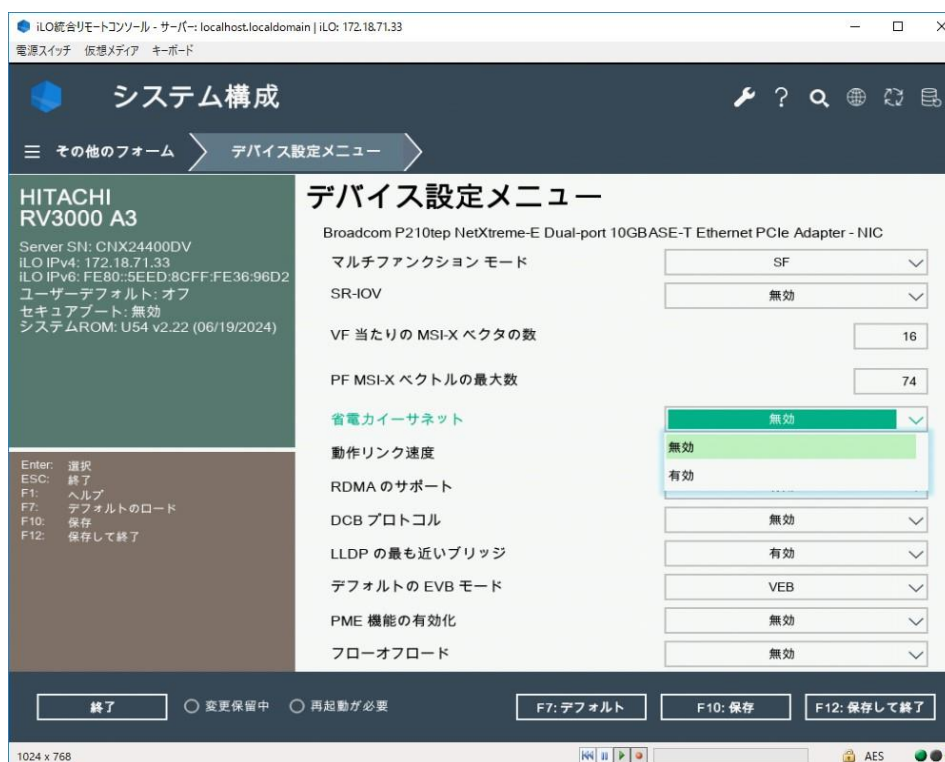 iLO統合リモートコンソール - サーバー: localhost.localdomain | iLO: 172.18.71.33
電源スイッチ 仮想メディア キーボード
システム構成
その他のフォーム デバイス設定メニュー
HITACHI
RV3000 A3
Server SN: CNX24400DV
iLO IPv4: 172.18.71.33
iLO IPv6: FE80::5EED:8CFF:FE36:96D2
ユーザーデフォルト: オフ
セキュアブート: 無効
システムROM: U54 v2.22 (06/19/2024)
Enter: 選択
ESC: 終了
F1: ヘルプ
F7: デフォルトのロード
F10: 保存
F12: 保存して終了
デバイス設定メニュー
Broadcom P210tep NetXtreme-E Dual-port 10GBASE-T Ethernet PCIe Adapter - NIC
マルチファンクション モード SF
SR-IOV 無効
VF 当たりの MSI-X ベクタの数 16
PF MSI-X ベクトルの最大数 74
省電力イーサネット 無効
無効
有効
動作リンク速度
RDMA のサポート
DCB プロトコル 無効
LLDP の最も近いブリッジ 有効
デフォルトの EVB モード VEB
PME 機能の有効化 無効
フローオフロード 無効
終了 変更保留中 再起動が必要 F7: デフォルト F10: 保存 F12: 保存して終了
1024 x 768 AES